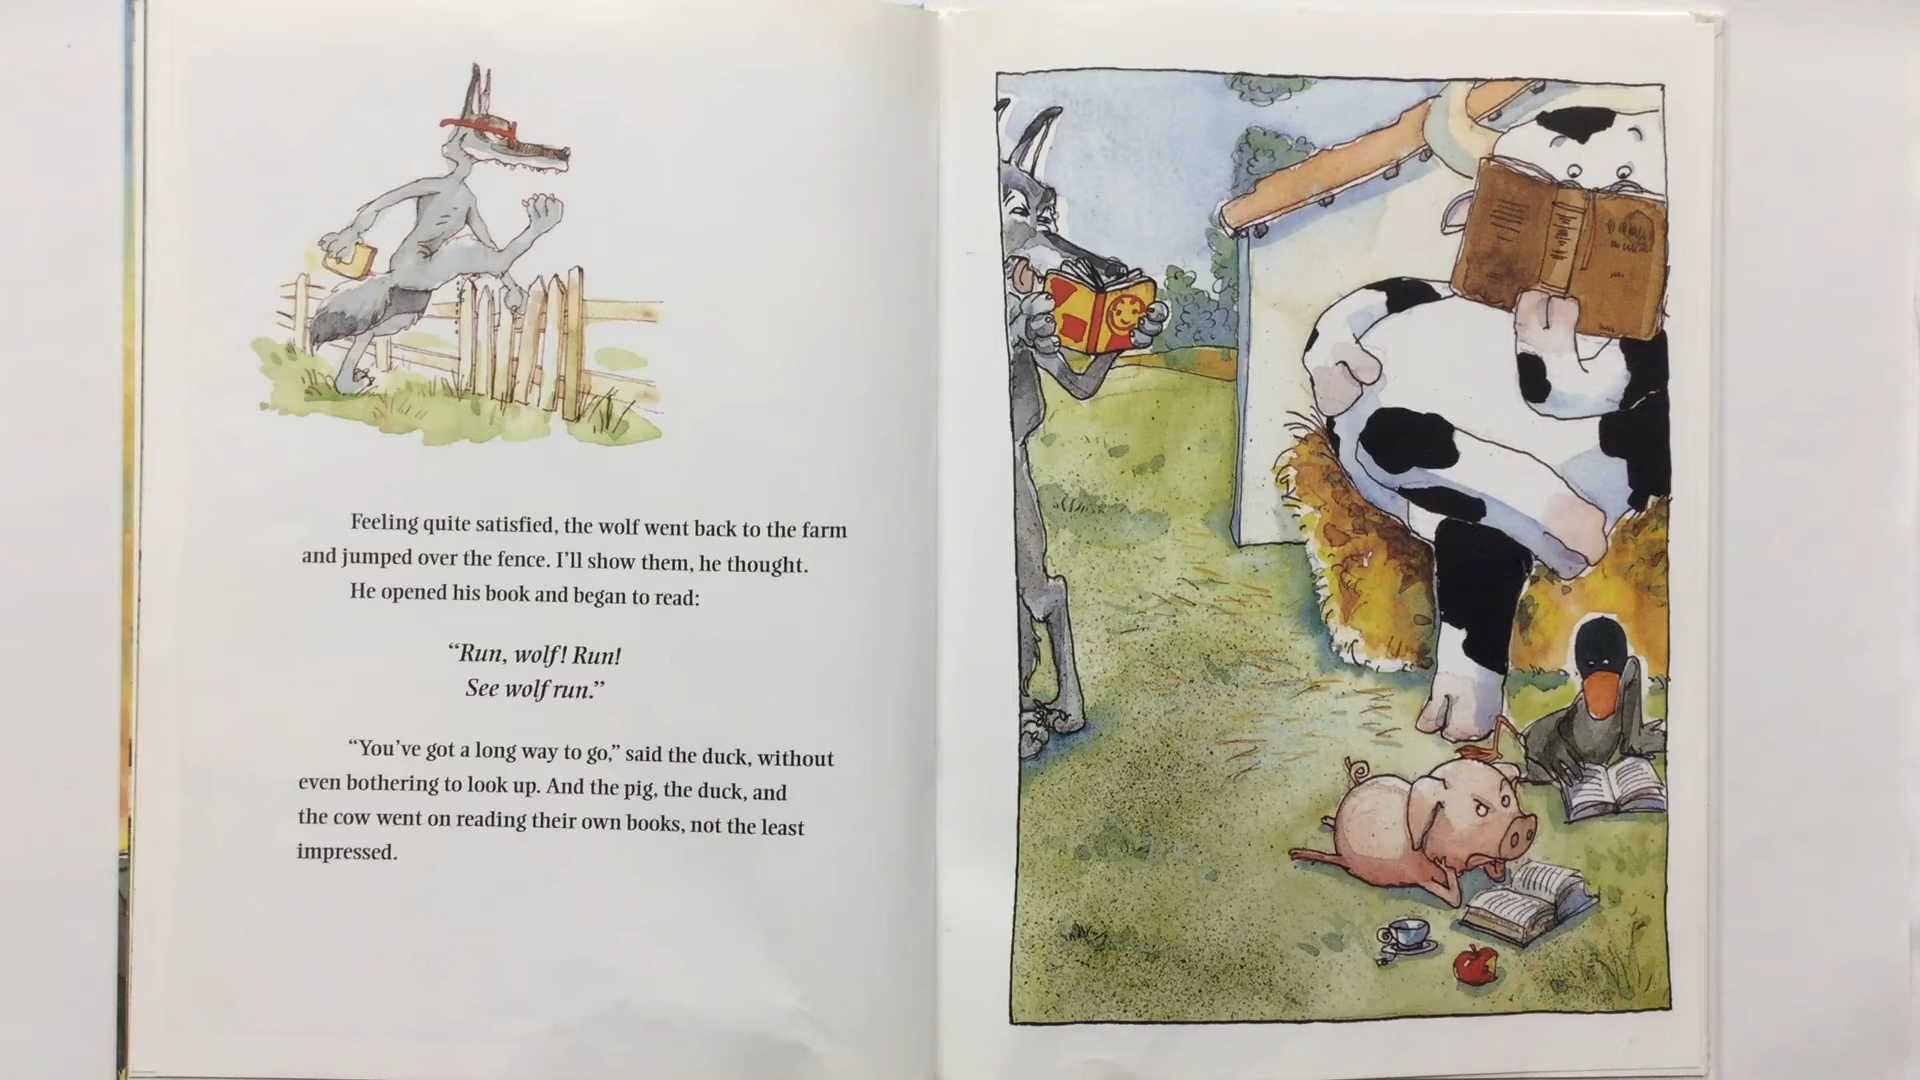 Feeling quite satisfied, the wolf went back to the farm
and jumped over the fence. I'll show them, he thought.
He opened his book and began to read:
“Run, wolf! Run!
See wolf run.”
“You've got a long way to go,” said the duck, without
even bothering to look up. And the pig, the duck, and
the cow went on reading their own books, not the least
impressed.